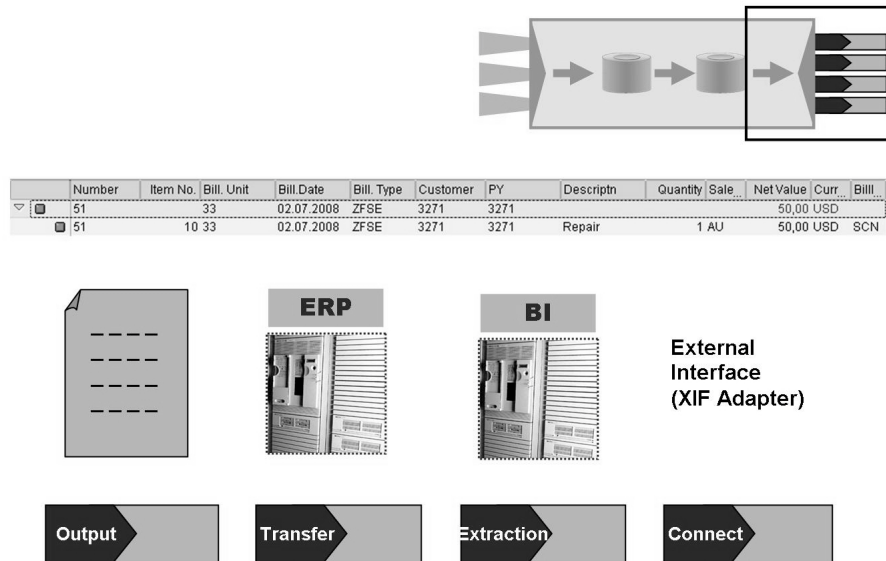 Number Item No. Bill. Unit Bill.Date Bill. Type Customer PY Descriptn Quantity Sale... Net Value Curr... Billl...
51 33 02.07.2008 ZFSE 3271 3271 50,00 USD
51 10 33 02.07.2008 ZFSE 3271 3271 Repair 1 AU 50,00 USD SCN
ERP
BI
External
Interface
(XIF Adapter)
Output Transfer Extraction Connect